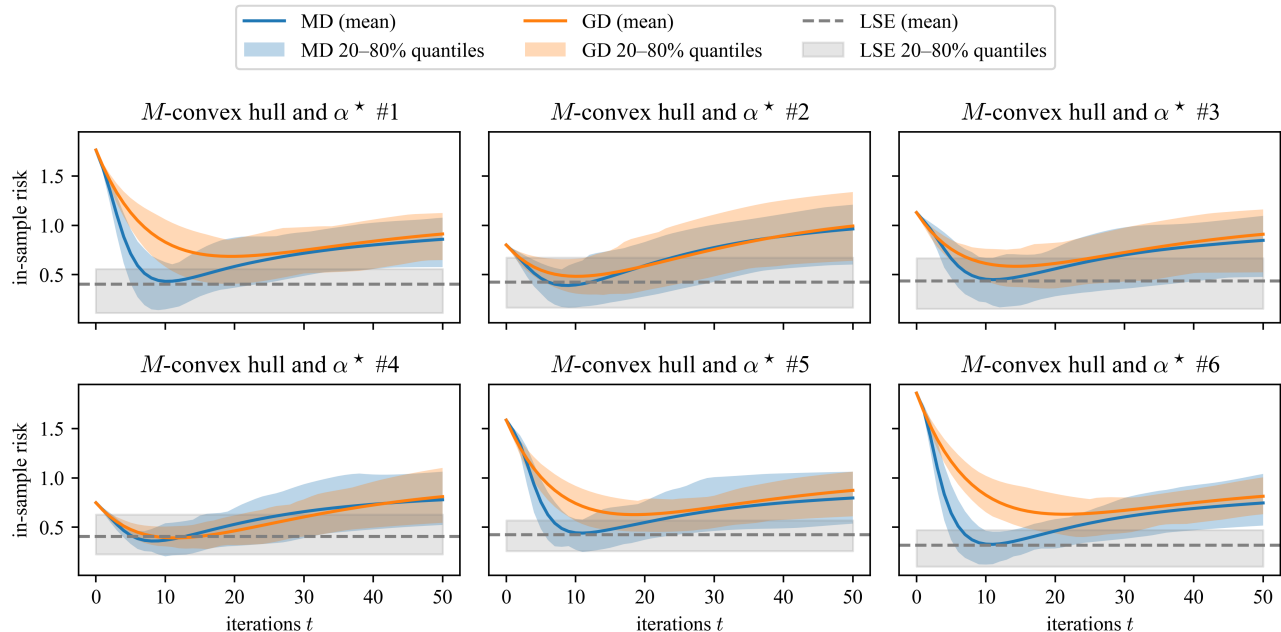 MD (mean) GD (mean) LSE (mean)
MD 20–80% quantiles GD 20–80% quantiles LSE 20–80% quantiles
M-convex hull and α⋆ #1 M-convex hull and α⋆ #2 M-convex hull and α⋆ #3
in-sample risk
1.5
1.0
0.5
M-convex hull and α⋆ #4 M-convex hull and α⋆ #5 M-convex hull and α⋆ #6
in-sample risk
1.5
1.0
0.5
0 10 20 30 40 50 0 10 20 30 40 50 0 10 20 30 40 50
iterations t iterations t iterations t